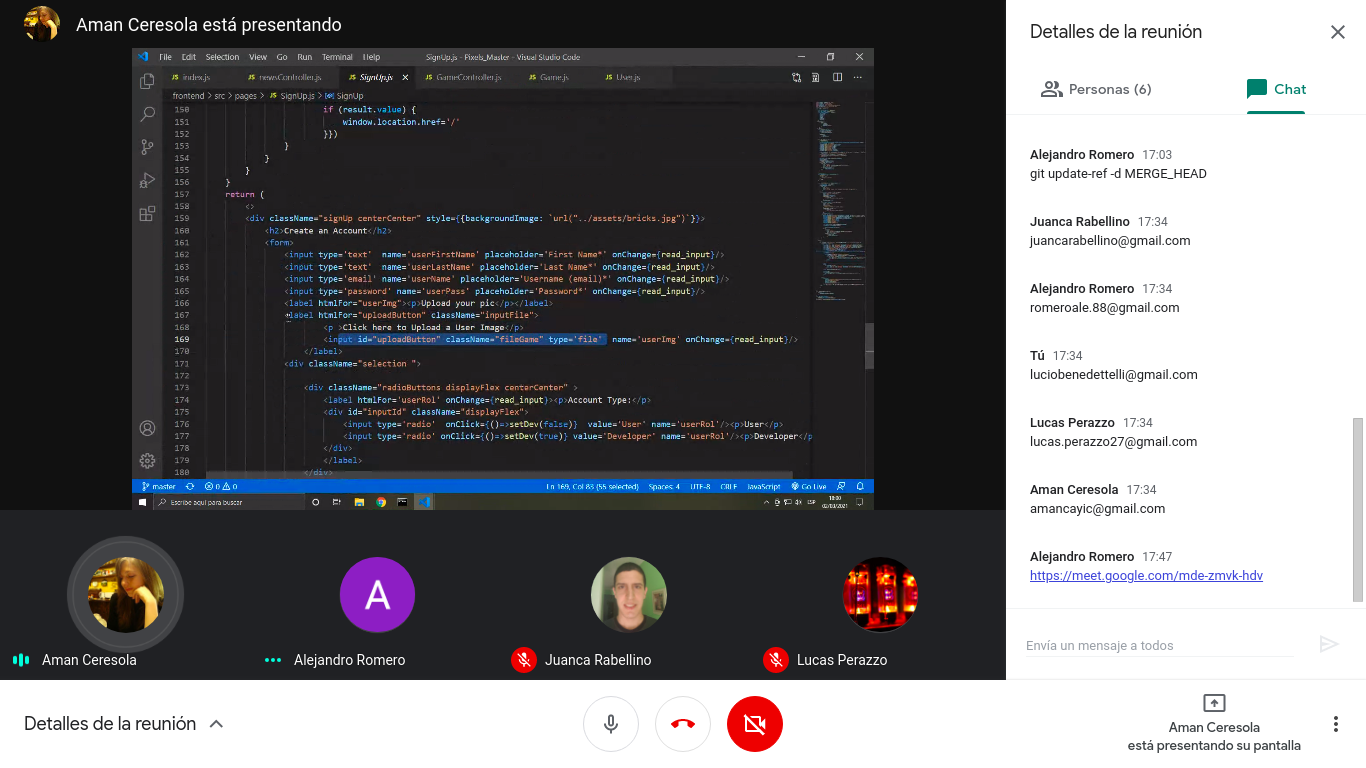 Aman Ceresola está presentando
File Edit Selection View Go Run Terminal Help
SignUp.js - Pixels_Master - Visual Studio Code
JS index.js
JS newsController.js
JS SignUp.js
JS GameController.js
JS Game.js
JS User.js
frontend > src > pages > JS SignUp.js > SignUp
150 if (result.value) {
151 window.location.href='/'
152 }})
153 }
154 }
155 }
156 }
157 return (
158 <>
159 <div className="signUp centerCenter" style={{backgroundImage: `url("../assets/bricks.jpg")`}}>
160 <h2>Create an Account</h2>
161 <form>
162 <input type='text'  name='userFirstName' placeholder='First Name*' onChange={read_input}/>
163 <input type='text'  name='userLastName' placeholder='Last Name*' onChange={read_input}/>
164 <input type='email' name='userName' placeholder='Username (email)*' onChange={read_input}/>
165 <input type='password' name='userPass' placeholder='Password*' onChange={read_input}/>
166 <label htmlFor="userImg"><p>Upload your pic</p></label>
167 <label htmlFor="uploadButton" className="inputFile">
168 <p >Click here to Upload a User Image</p>
169 <input id="uploadButton" className="fileGame" type='file'  name='userImg' onChange={read_input}/>
170 </label>
171 <div className="selection ">
172
173 <div className="radioButtons displayFlex centerCenter" >
174 <label htmlFor='userRol' onChange={read_input}><p>Account Type:</p>
175 <div id="inputId" className="displayFlex">
176 <input type='radio'  onClick={()=>setDev(false)}  value='User' name='userRol'/><p>User</p>
177 <input type='radio' onClick={()=>setDev(true)} value='Developer' name='userRol'/><p>Developer</p
178 </div>
179 </label>
180 </div>
master 0 0 Ln 169, Col 83 (55 selected) Spaces: 4 UTF-8 CRLF JavaScript Go Live
Escribe aquí para buscar
ESP
18:00
02/03/2021
Aman Ceresola
A
Alejandro Romero
Juanca Rabellino
Lucas Perazzo
Detalles de la reunión
Personas (6)
Chat
Alejandro Romero 17:03
git update-ref -d MERGE_HEAD
Juanca Rabellino 17:34
juancarabellino@gmail.com
Alejandro Romero 17:34
romeroale.88@gmail.com
Tú 17:34
luciobenedettelli@gmail.com
Lucas Perazzo 17:34
lucas.perazzo27@gmail.com
Aman Ceresola 17:34
amancayic@gmail.com
Alejandro Romero 17:47
https://meet.google.com/mde-zmvk-hdv
Envía un mensaje a todos
Detalles de la reunión
Aman Ceresola
está presentando su pantalla